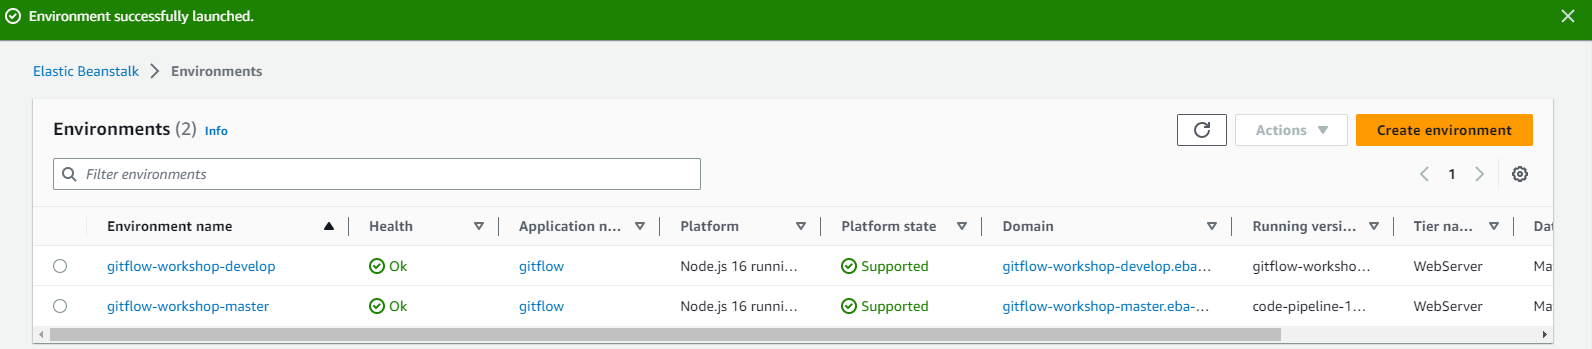 Environment successfully launched.
Elastic Beanstalk > Environments
Environments (2) Info
Actions
Create environment
Filter environments
1
Environment name Health Application n... Platform Platform state Domain Running versi... Tier na... Dat
gitflow-workshop-develop Ok gitflow Node.js 16 runni... Supported gitflow-workshop-develop.eba... gitflow-worksho... WebServer Ma
gitflow-workshop-master Ok gitflow Node.js 16 runni... Supported gitflow-workshop-master.eba-... code-pipeline-1... WebServer Ma